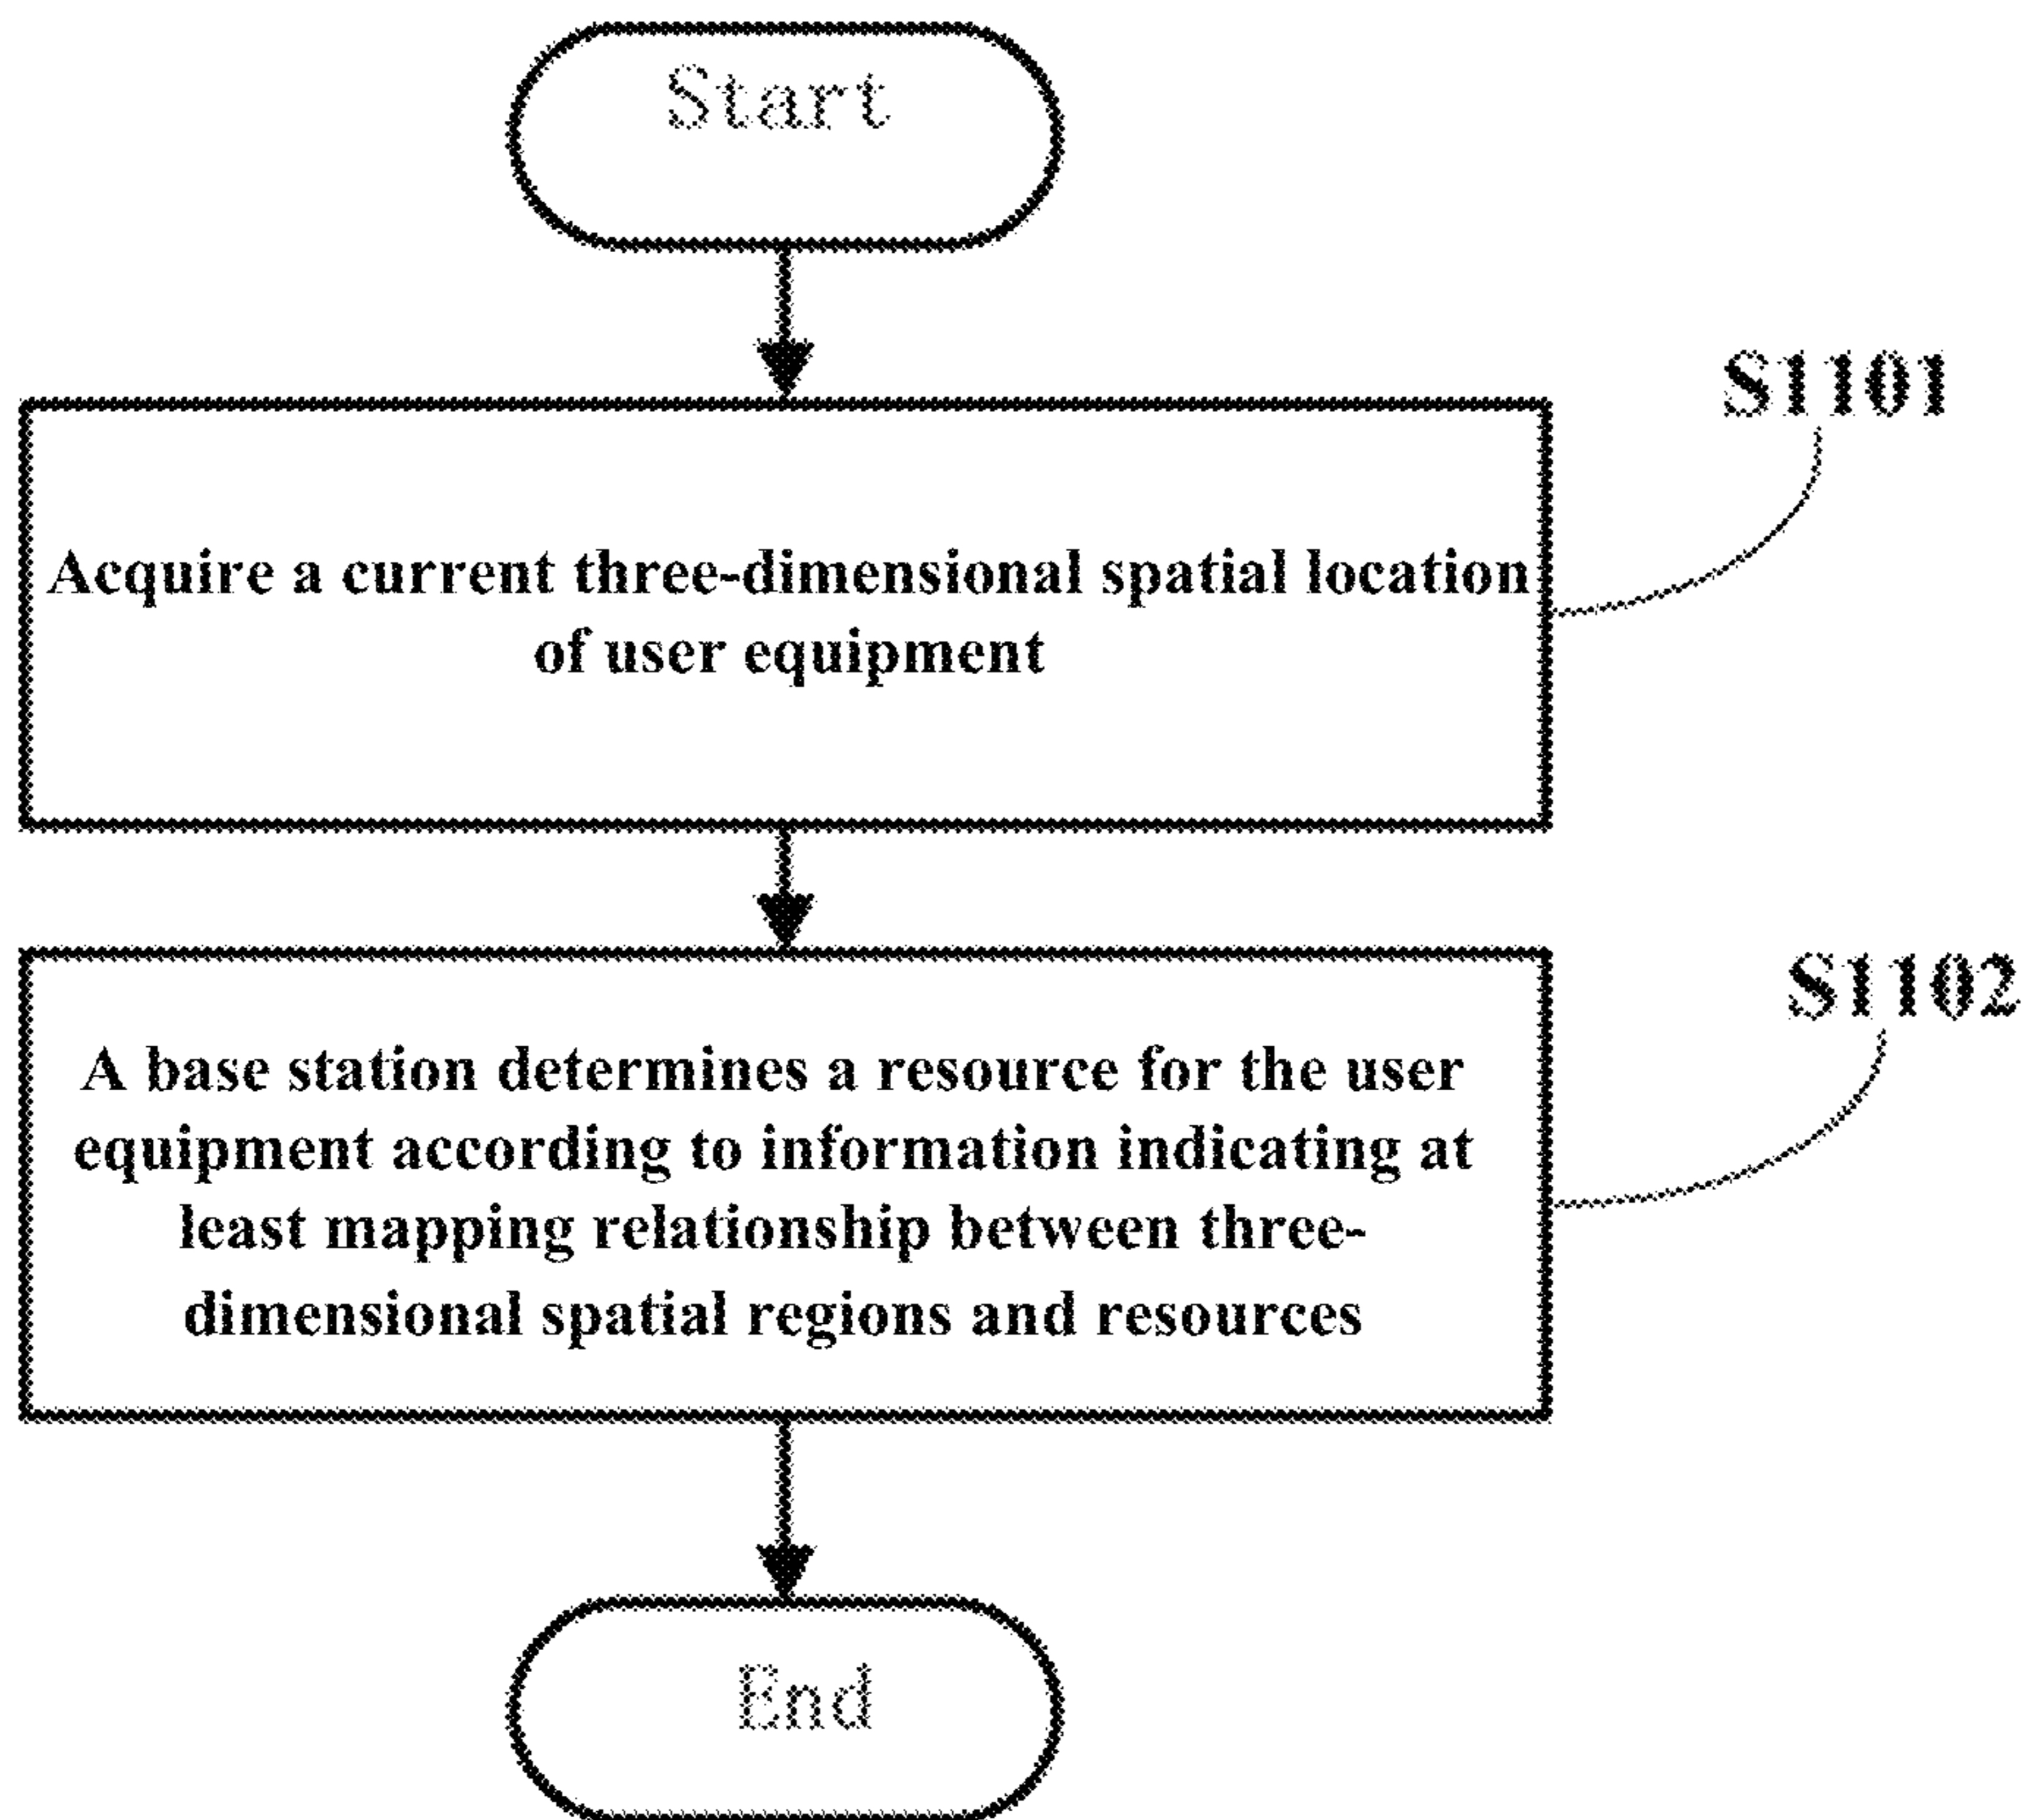 Start
S1101
Acquire a current three-dimensional spatial location
of user equipment
S1102
A base station determines a resource for the user
equipment according to information indicating at
least mapping relationship between three-
dimensional spatial regions and resources
End